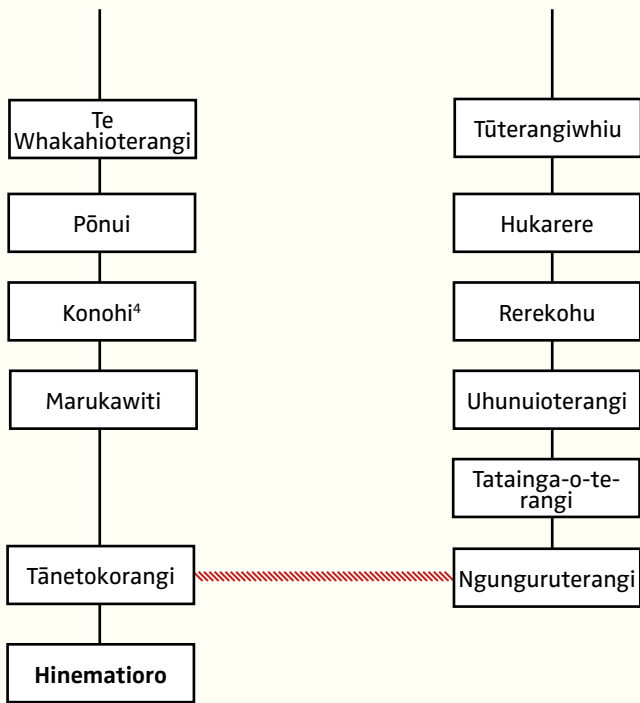 Te
Whakahioterangi
Pōnui
Konohi⁴
Marukawiti
Tānetokorangi
Hinematioro
Tūterangiwhiu
Hukarere
Rerekohu
Uhunuioterangi
Tatainga-o-te-
rangi
Ngunguruterangi